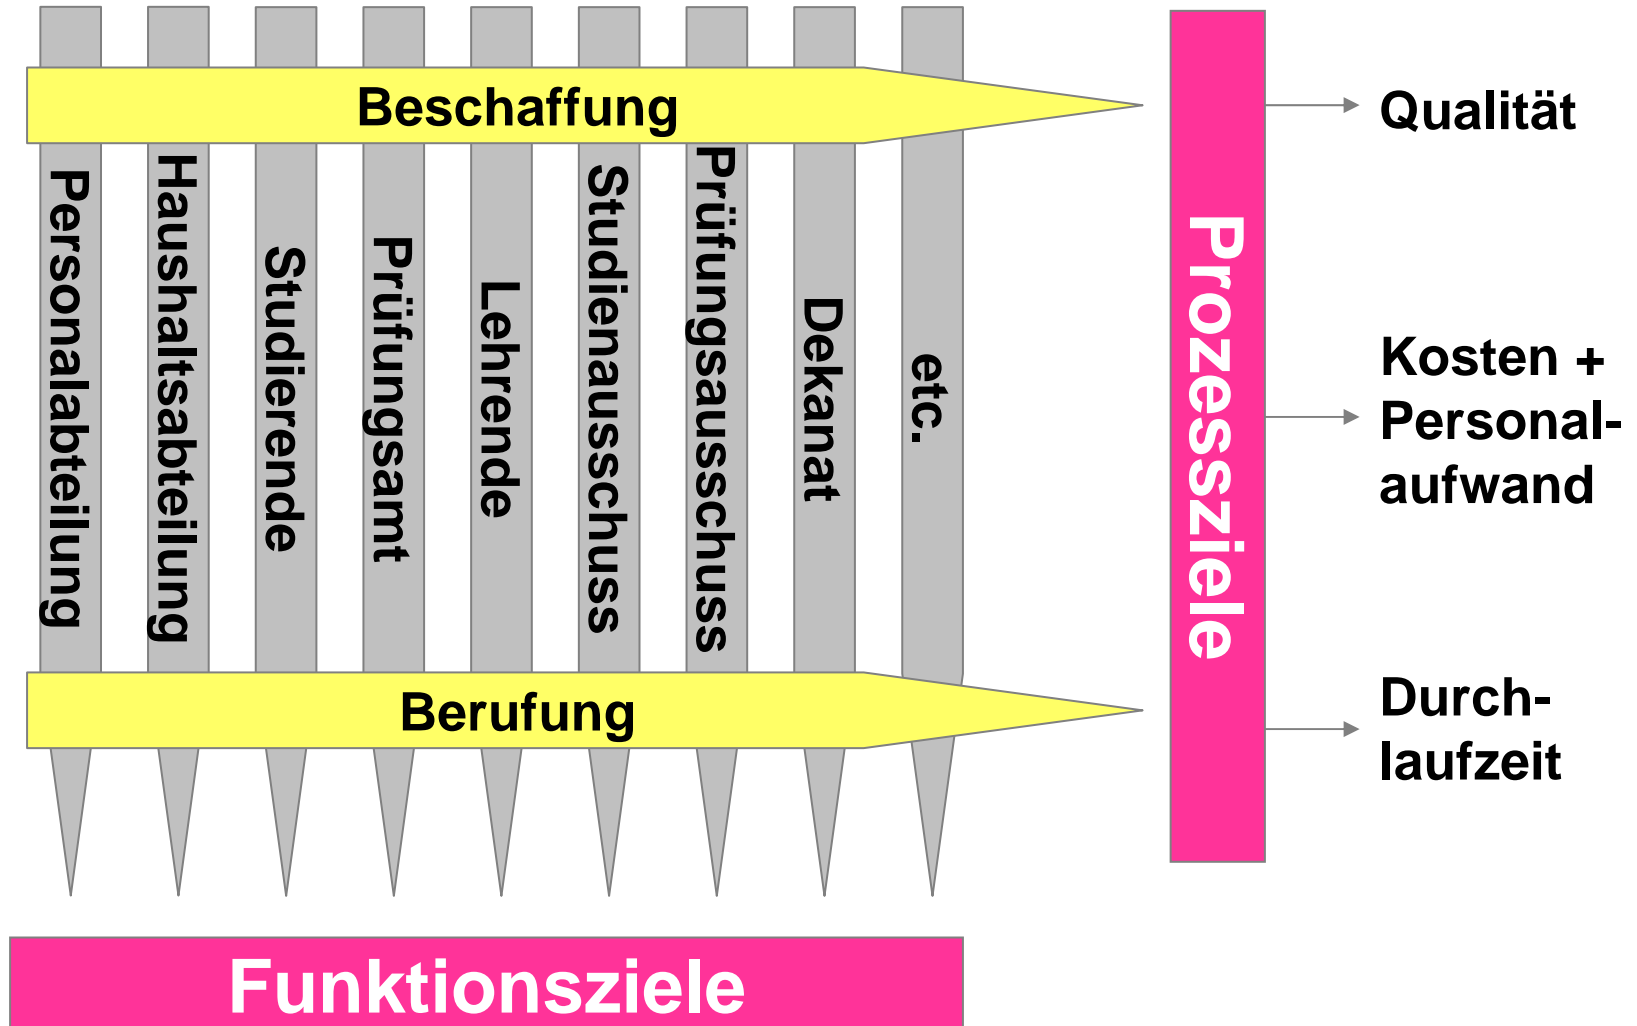 Beschaffung
Qualität
Personalabteilung
Haushaltsabteilung
Studierende
Prüfungsamt
Lehrende
Studienausschuss
Prüfungsausschuss
Dekanat
etc.
Prozessziele
Kosten +
Personal-
aufwand
Berufung
Durch-
laufzeit
Funktionsziele